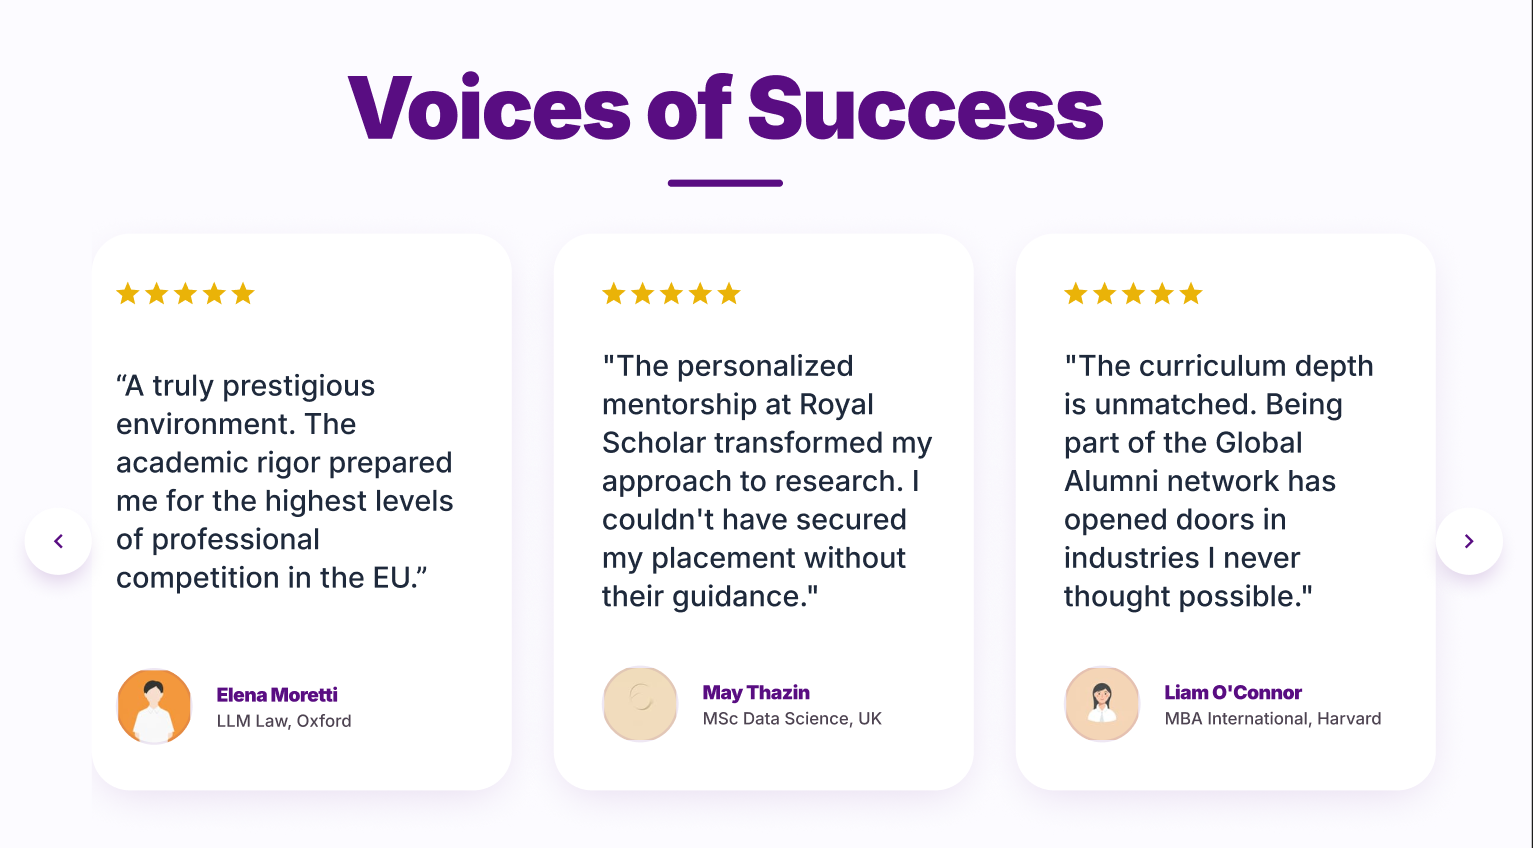 Voices of Success
“A truly prestigious
environment. The
academic rigor prepared
me for the highest levels
of professional
competition in the EU.”
Elena Moretti
LLM Law, Oxford
"The personalized
mentorship at Royal
Scholar transformed my
approach to research. I
couldn't have secured
my placement without
their guidance."
May Thazin
MSc Data Science, UK
"The curriculum depth
is unmatched. Being
part of the Global
Alumni network has
opened doors in
industries I never
thought possible."
Liam O'Connor
MBA International, Harvard